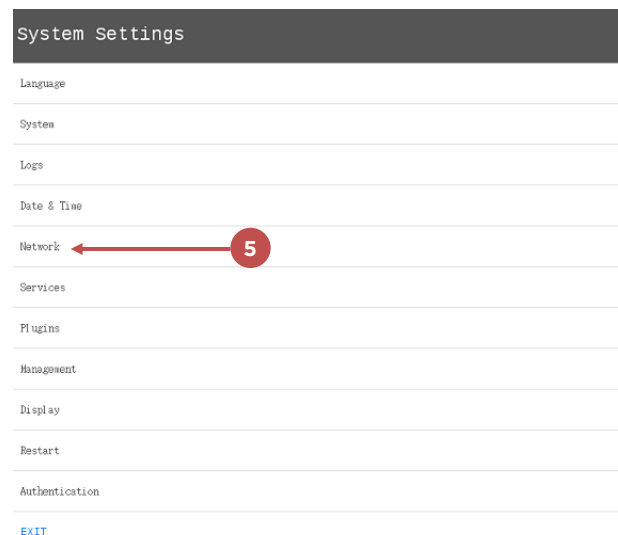 System Settings
Language
System
Logs
Date & Time
Network
5
Services
Plugins
Management
Display
Restart
Authentication
EXIT